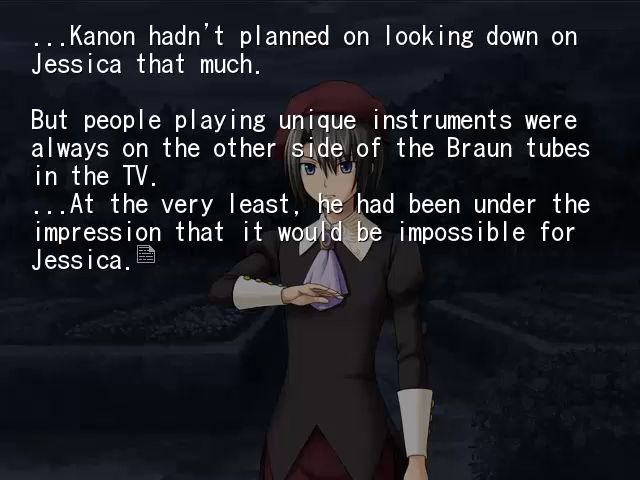 ...Kanon hadn't planned on looking down on
Jessica that much.
But people playing unique instruments were
always on the other side of the Braun tubes
in the TV.
...At the very least, he had been under the
impression that it would be impossible for
Jessica.